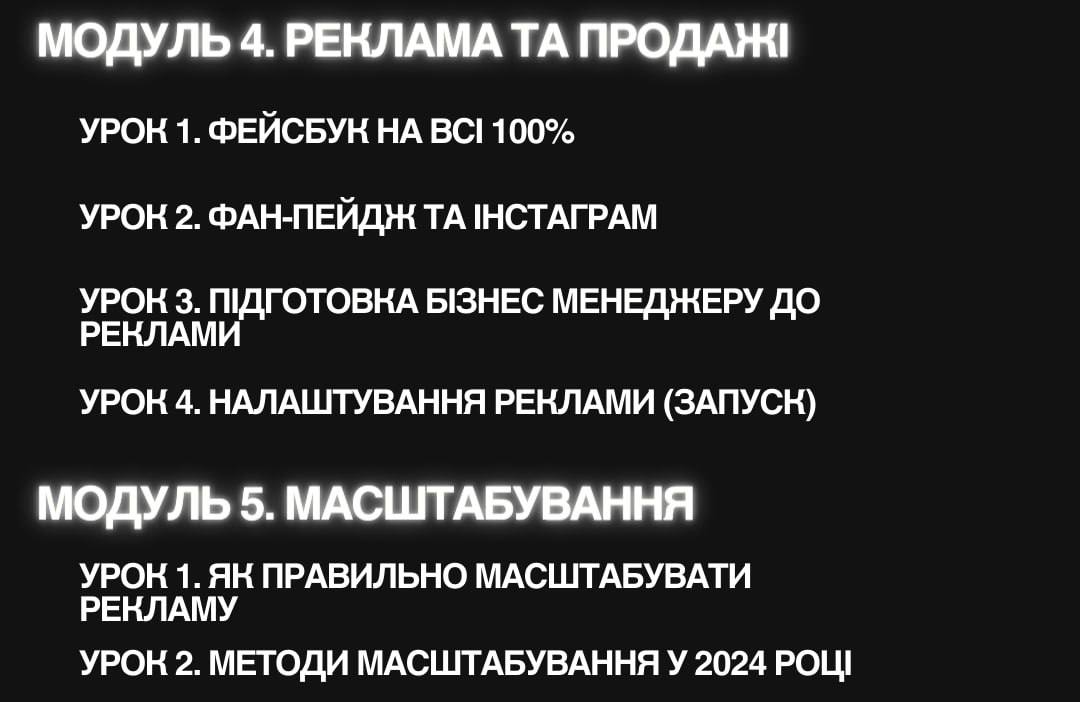 МОДУЛЬ 4. РЕКЛАМА ТА ПРОДАЖІ
УРОК 1. ФЕЙСБУК НА ВСІ 100%
УРОК 2. ФАН-ПЕЙДЖ ТА ІНСТАГРАМ
УРОК 3. ПІДГОТОВКА БІЗНЕС МЕНЕДЖЕРУ ДО
РЕКЛАМИ
УРОК 4. НАЛАШТУВАННЯ РЕКЛАМИ (ЗАПУСК)
МОДУЛЬ 5. МАСШТАБУВАННЯ
УРОК 1. ЯК ПРАВИЛЬНО МАСШТАБУВАТИ
РЕКЛАМУ
УРОК 2. МЕТОДИ МАСШТАБУВАННЯ У 2024 РОЦІ